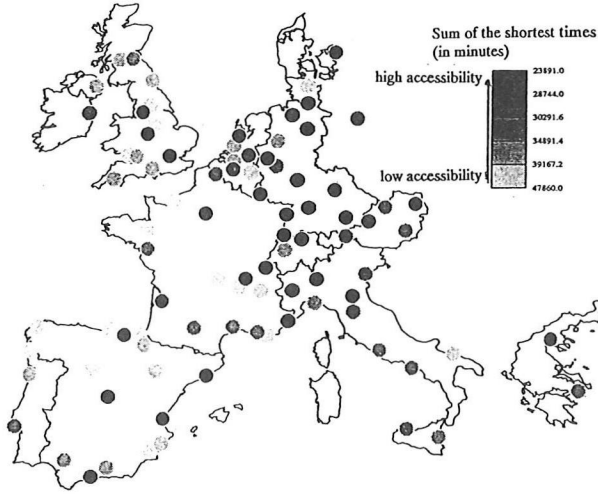 Sum of the shortest times
(in minutes)
high accessibility
low accessibility
23891.0
28744.0
30291.6
34891.4
39167.2
47860.0